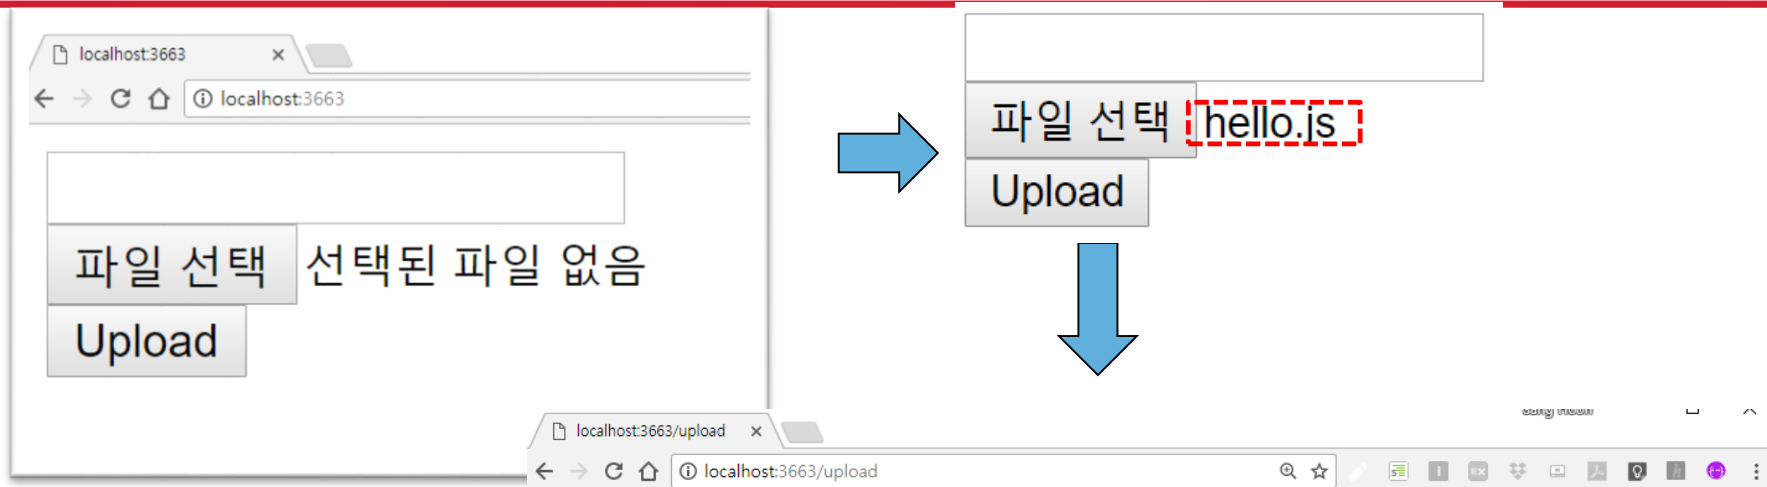 localhost:3663
localhost:3663
파일 선택 선택된 파일 없음
Upload
파일 선택 hello.js
Upload
localhost:3663/upload
localhost:3663/upload